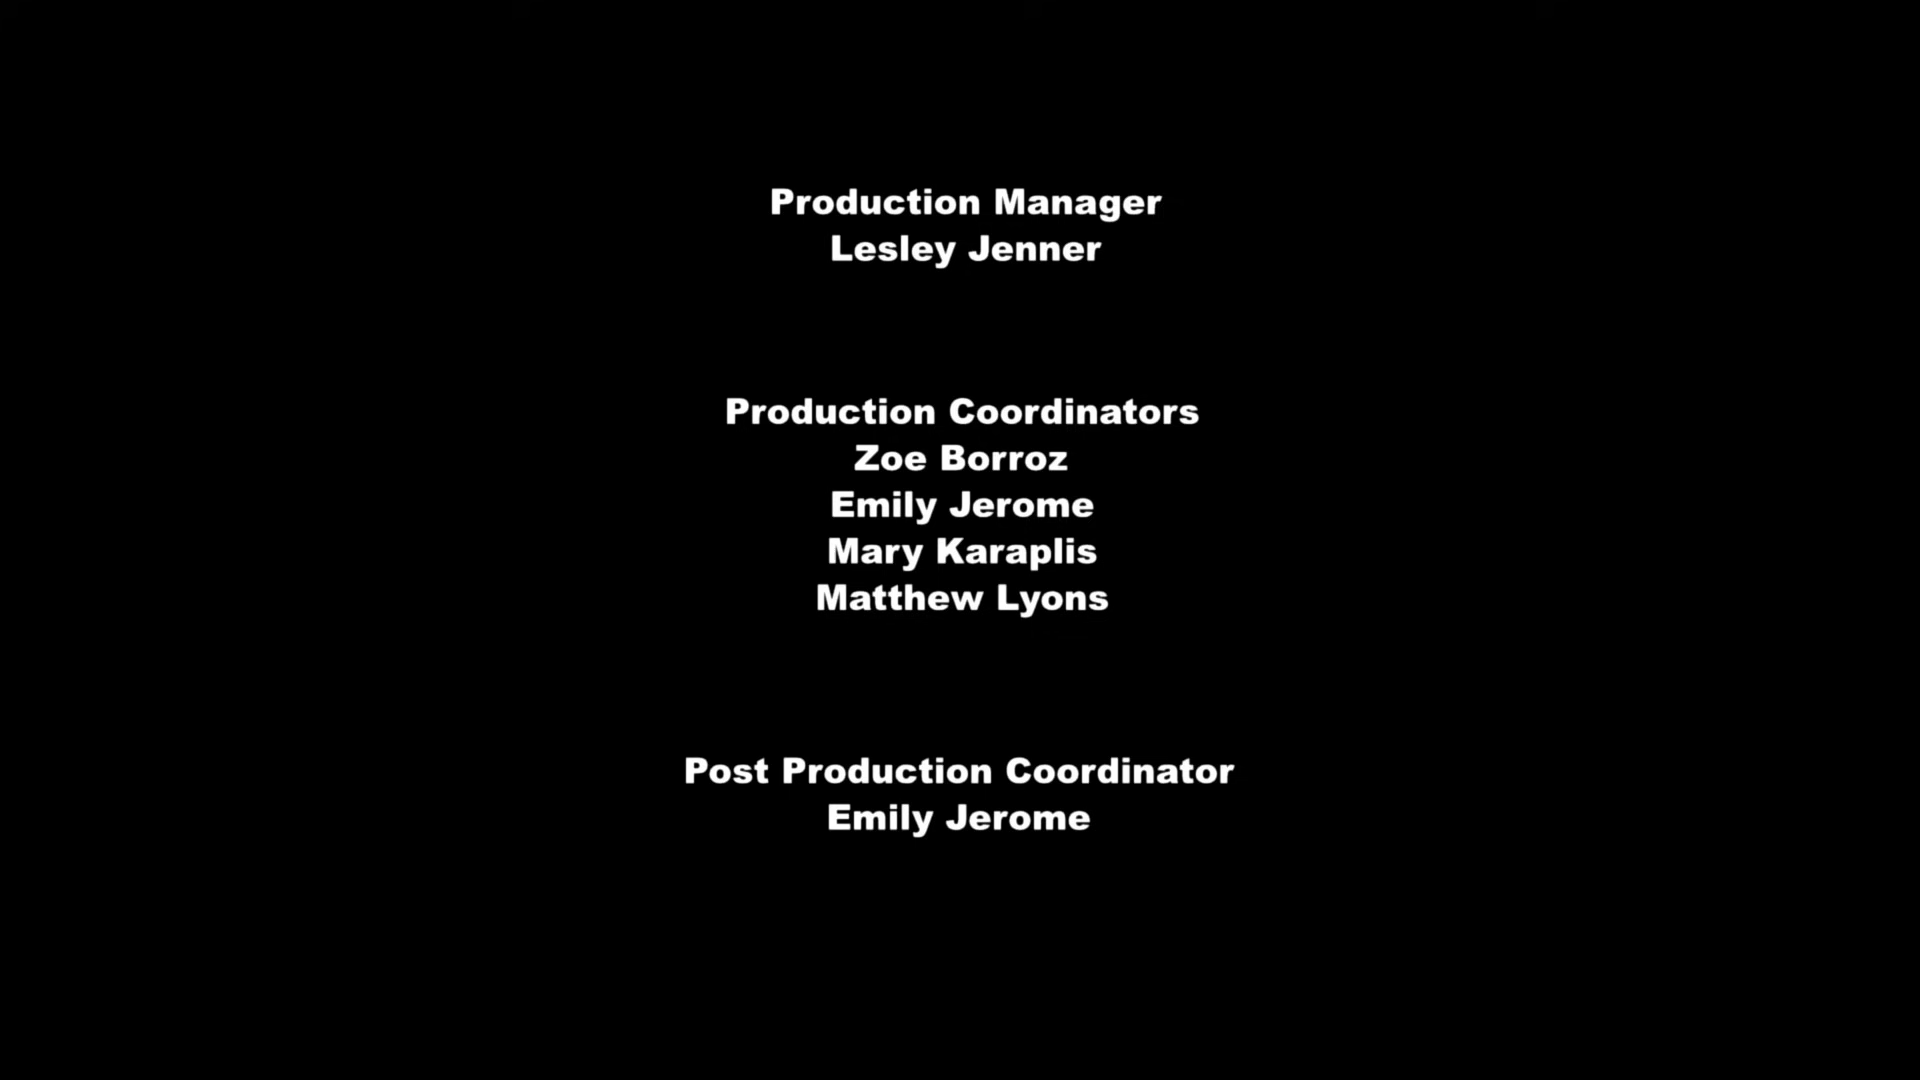 Production Manager
Lesley Jenner
Production Coordinators
Zoe Borroz
Emily Jerome
Mary Karaplis
Matthew Lyons
Post Production Coordinator
Emily Jerome